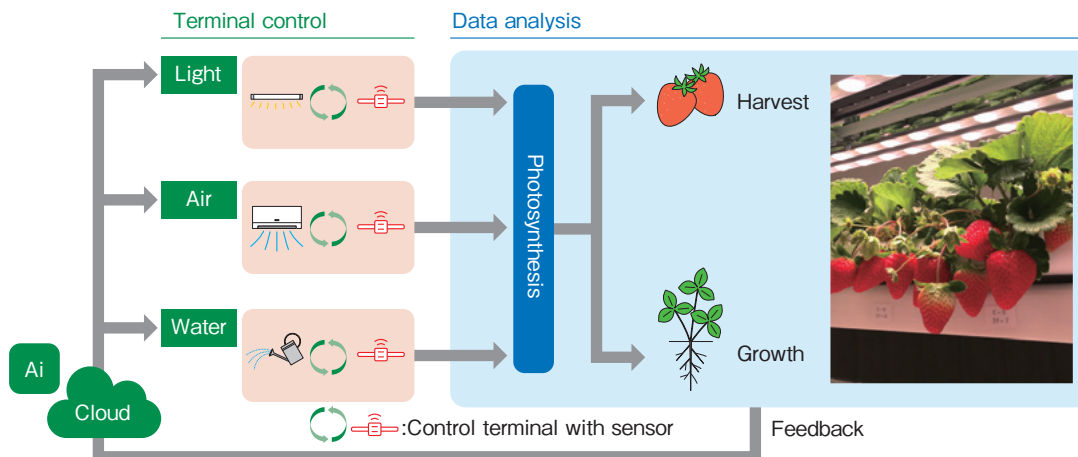 Terminal control
Data analysis
Light
Air
Water
Ai
Cloud
Photosynthesis
Harvest
Growth
:Control terminal with sensor
Feedback